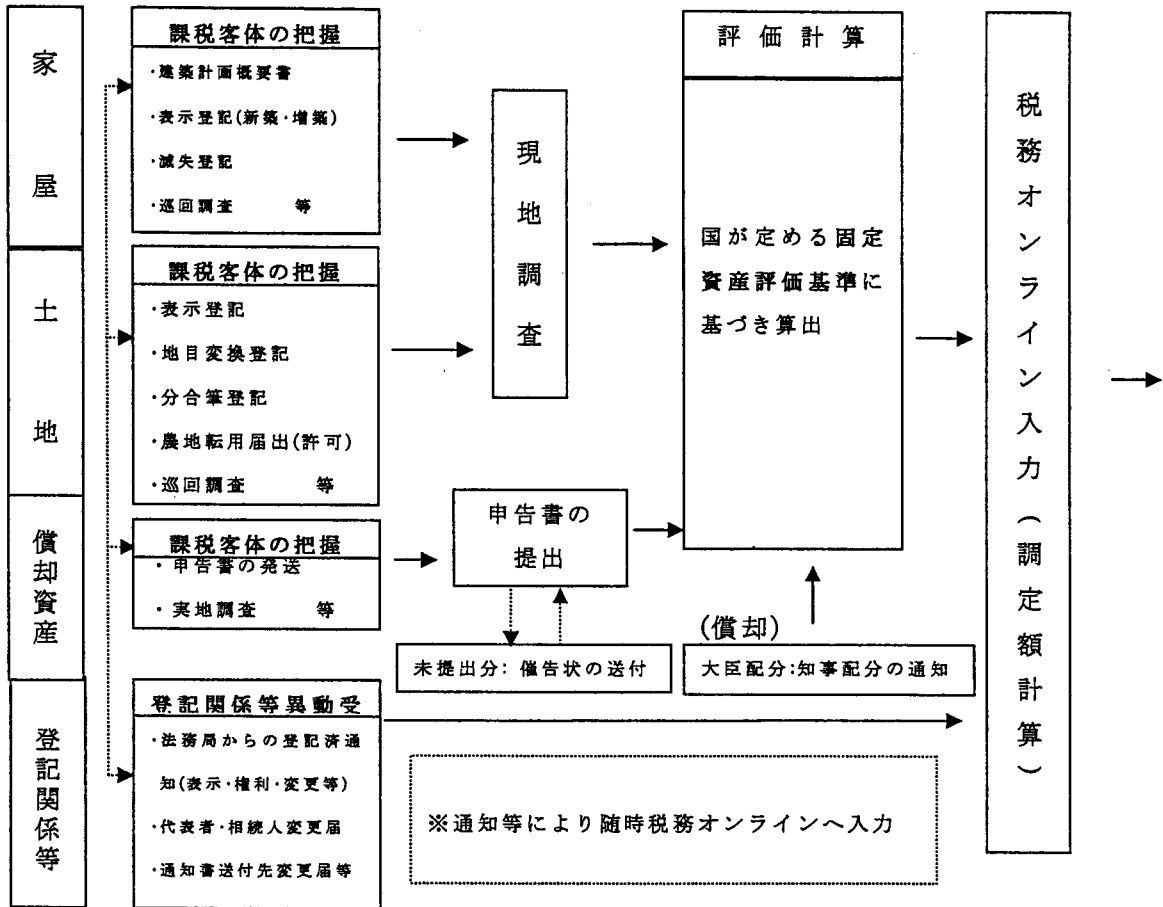 家屋
課税客体の把握
・建築計画概要書
・表示登記(新築・増築)
・滅失登記
・巡回調査 等
土地
課税客体の把握
・表示登記
・地目変換登記
・分合筆登記
・農地転用届出(許可)
・巡回調査 等
現地調査
償却資産
課税客体の把握
・申告書の発送
・実地調査 等
申告書の
提出
未提出分：催告状の送付
評価計算
国が定める固定
資産評価基準に
基づき算出
(償却)
大臣配分:知事配分の通知
登記関係等
登記関係等異動受
・法務局からの登記済通
知(表示・権利・変更等)
・代表者・相続人変更届
・通知書送付先変更届等
※通知等により随時税務オンラインへ入力
税務オンライン入力(調定額計算)